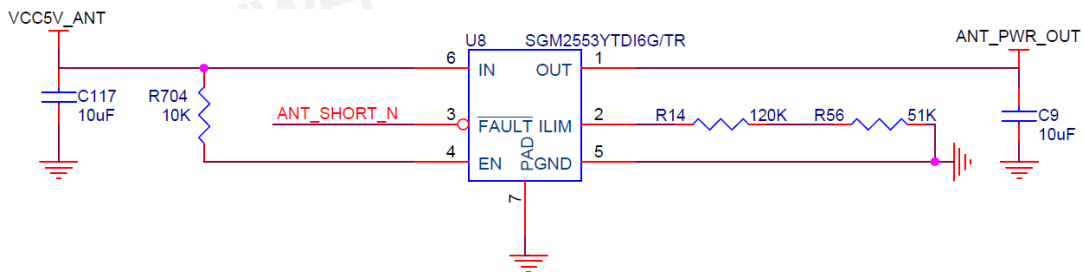 VCC5V_ANT
U8 SGM2553YTDI6G/TR
ANT_PWR_OUT
6 IN OUT 1
C117
10uF
R704
10K
ANT_SHORT_N
3 FAULT ILIM 2
R14 120K R56 51K
C9
10uF
4 EN PAD GND 5
7